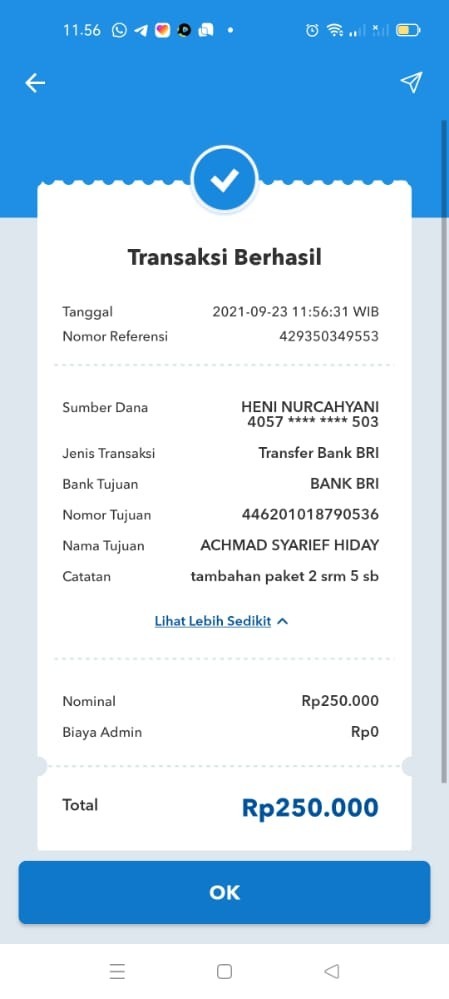 11.56
Transaksi Berhasil
Tanggal 2021-09-23 11:56:31 WIB
Nomor Referensi 429350349553
Sumber Dana HENI NURCAHYANI
4057 **** **** 503
Jenis Transaksi Transfer Bank BRI
Bank Tujuan BANK BRI
Nomor Tujuan 446201018790536
Nama Tujuan ACHMAD SYARIEF HIDAY
Catatan tambahan paket 2 srm 5 sb
Lihat Lebih Sedikit
Nominal Rp250.000
Biaya Admin Rp0
Total Rp250.000
OK